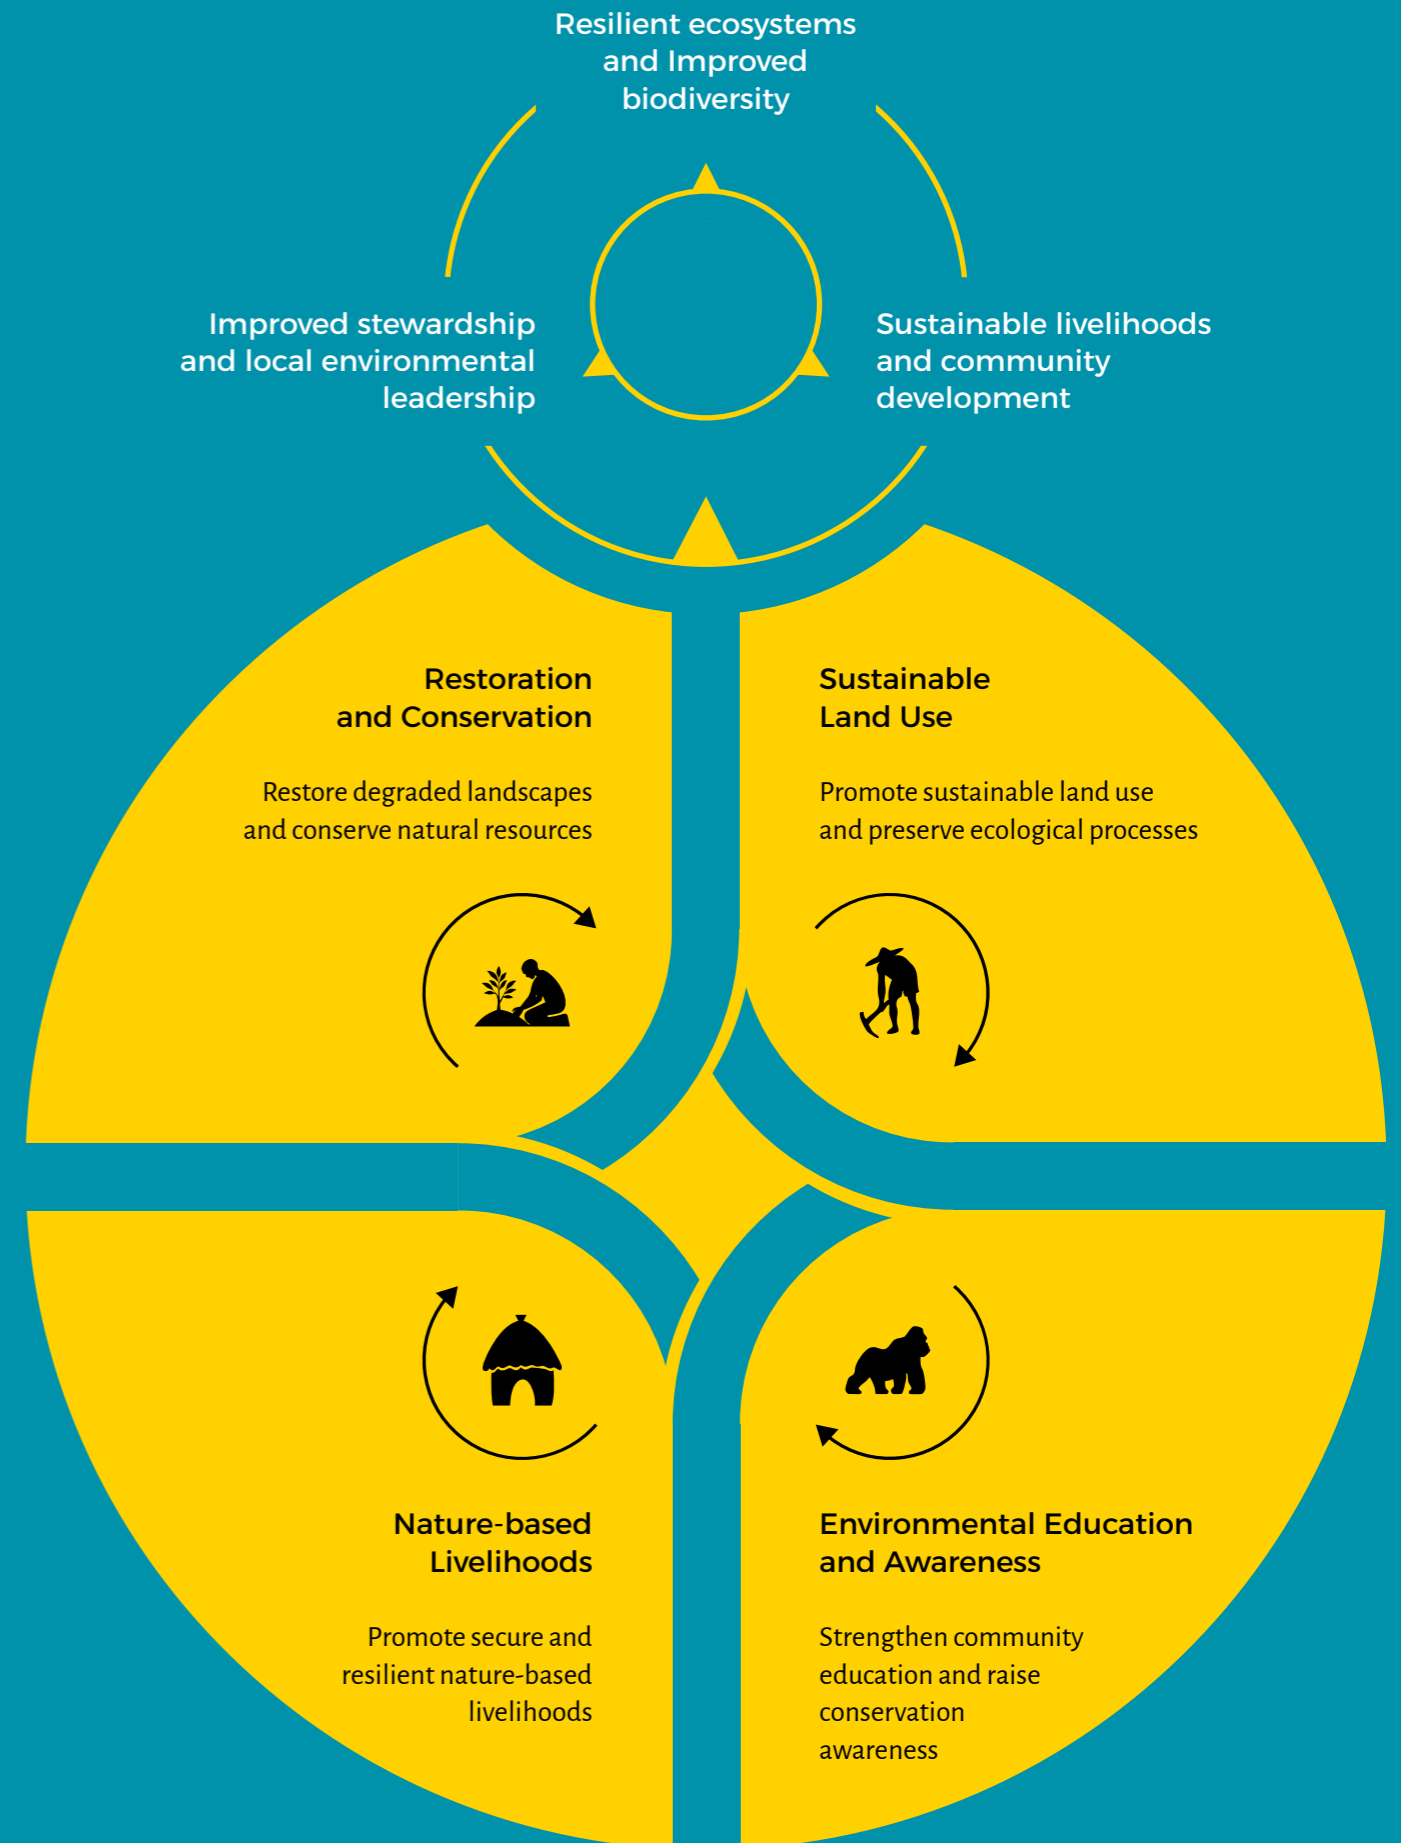 Resilient ecosystems
and Improved
biodiversity
Improved stewardship
and local environmental
leadership
Sustainable livelihoods
and community
development
Restoration
and Conservation
Restore degraded landscapes
and conserve natural resources
Sustainable
Land Use
Promote sustainable land use
and preserve ecological processes
Nature-based
Livelihoods
Promote secure and
resilient nature-based
livelihoods
Environmental Education
and Awareness
Strengthen community
education and raise
conservation
awareness